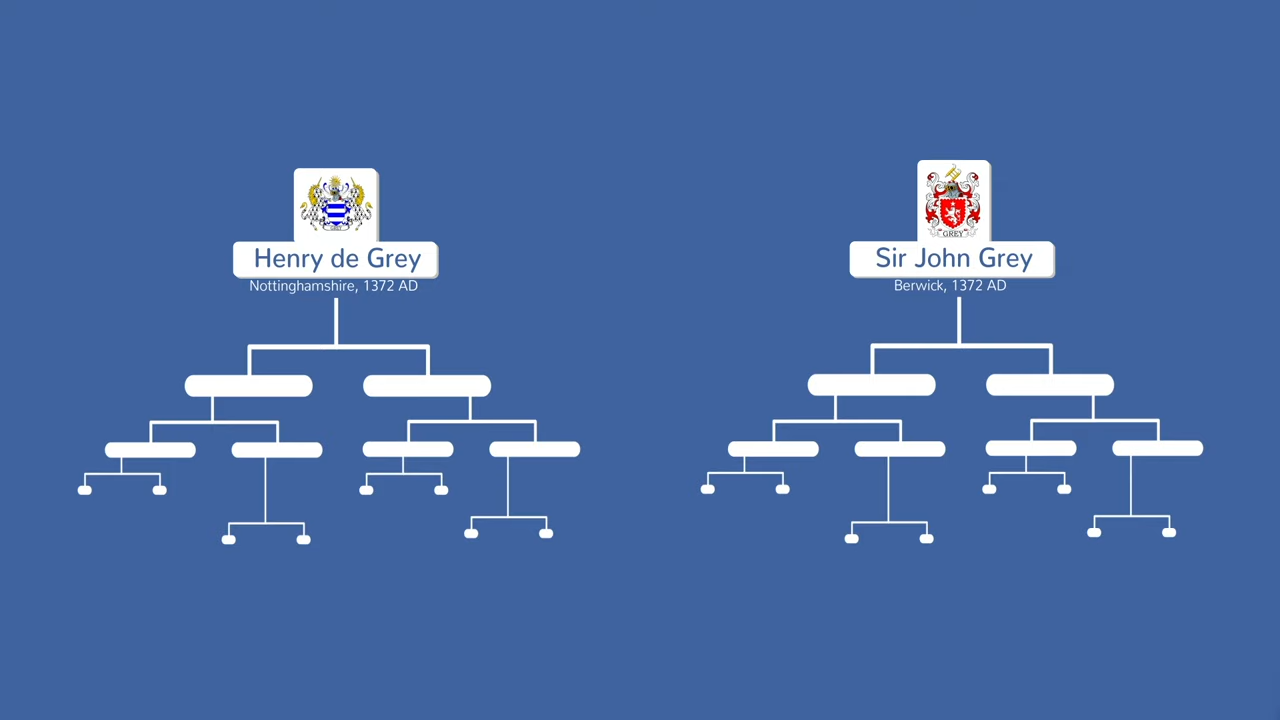 Henry de Grey
Nottinghamshire, 1372 AD
GREY
Sir John Grey
Berwick, 1372 AD